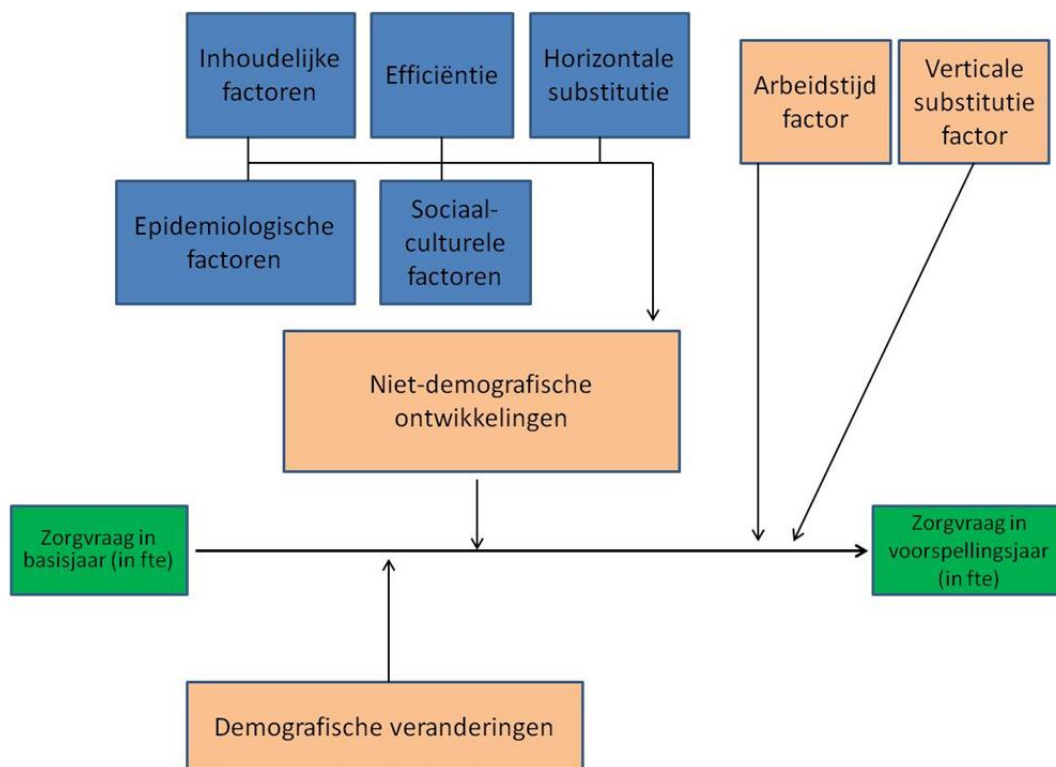 Inhoudelijke
factoren
Efficiëntie
Horizontale
substitutie
Arbeidstijd
factor
Verticale
substitutie
factor
Epidemiologische
factoren
Sociaal-
culturele
factoren
Niet-demografische
ontwikkelingen
Zorgvraag in
basisjaar (in fte)
Zorgvraag in
voorspellingsjaar
(in fte)
Demografische veranderingen